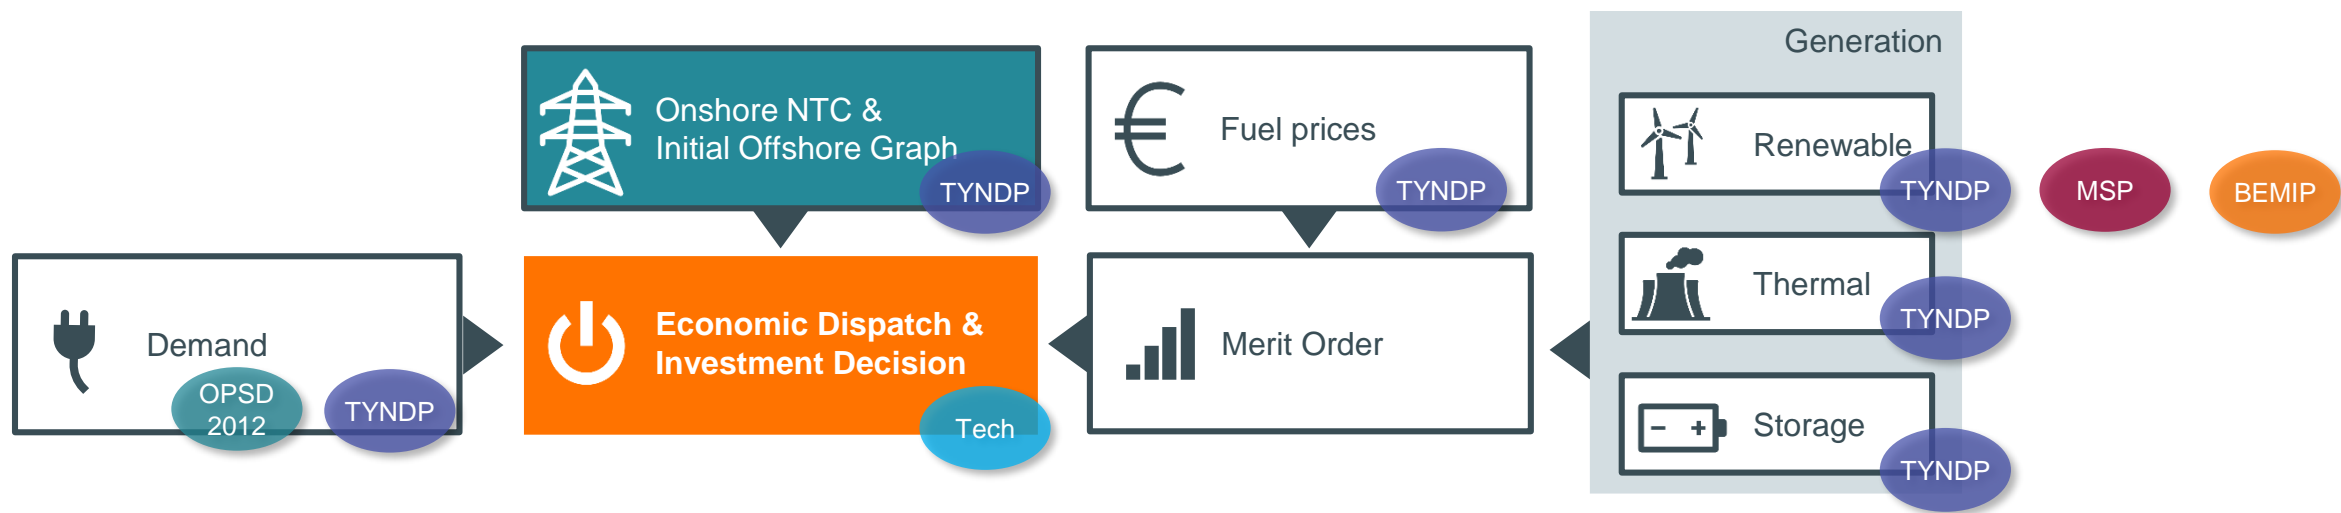 Generation
Onshore NTC &
Initial Offshore Graph
TYNDP
Fuel prices
TYNDP
Renewable
TYNDP
MSP
BEMIP
Demand
OPSD
2012
TYNDP
Economic Dispatch &
Investment Decision
Tech
Merit Order
Thermal
TYNDP
Storage
TYNDP